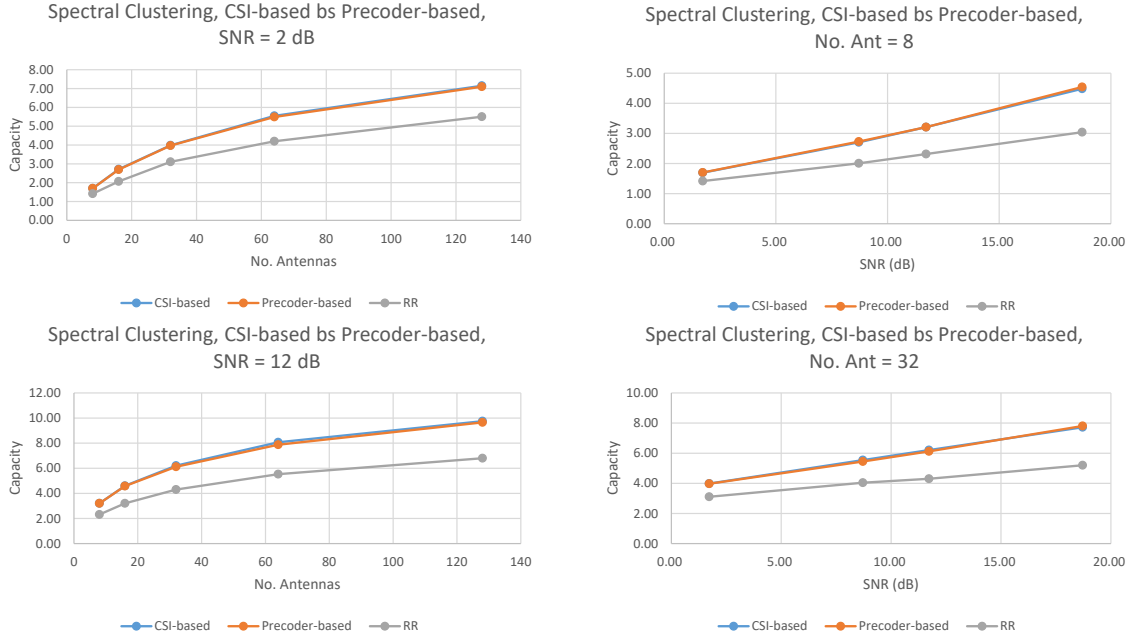 Spectral Clustering, CSI-based bs Precoder-based,
SNR = 2 dB
8.00
7.00
6.00
5.00
4.00
3.00
2.00
1.00
0.00
Capacity
0 20 40 60 80 100 120 140
No. Antennas
CSI-based Precoder-based RR
Spectral Clustering, CSI-based bs Precoder-based,
No. Ant = 8
5.00
4.00
3.00
2.00
1.00
0.00
Capacity
0.00 5.00 10.00 15.00 20.00
SNR (dB)
CSI-based Precoder-based RR
Spectral Clustering, CSI-based bs Precoder-based,
SNR = 12 dB
12.00
10.00
8.00
6.00
4.00
2.00
0.00
Capacity
0 20 40 60 80 100 120 140
No. Antennas
CSI-based Precoder-based RR
Spectral Clustering, CSI-based bs Precoder-based,
No. Ant = 32
10.00
8.00
6.00
4.00
2.00
0.00
Capacity
0.00 5.00 10.00 15.00 20.00
SNR (dB)
CSI-based Precoder-based RR